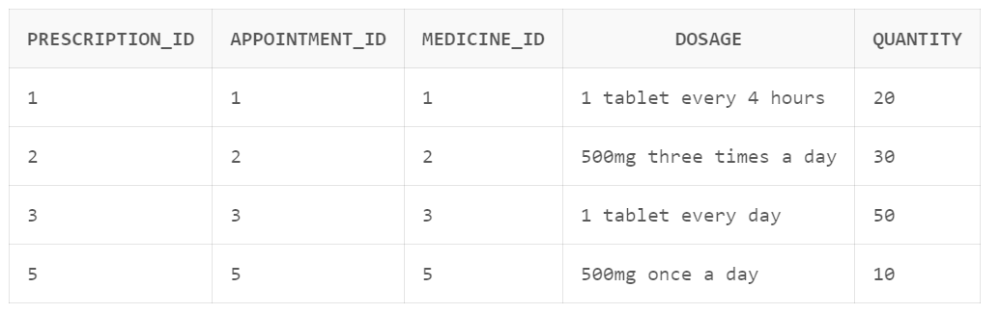 PRESCRIPTION_ID APPOINTMENT_ID MEDICINE_ID DOSAGE QUANTITY
1 1 1 1 tablet every 4 hours 20
2 2 2 500mg three times a day 30
3 3 3 1 tablet every day 50
5 5 5 500mg once a day 10